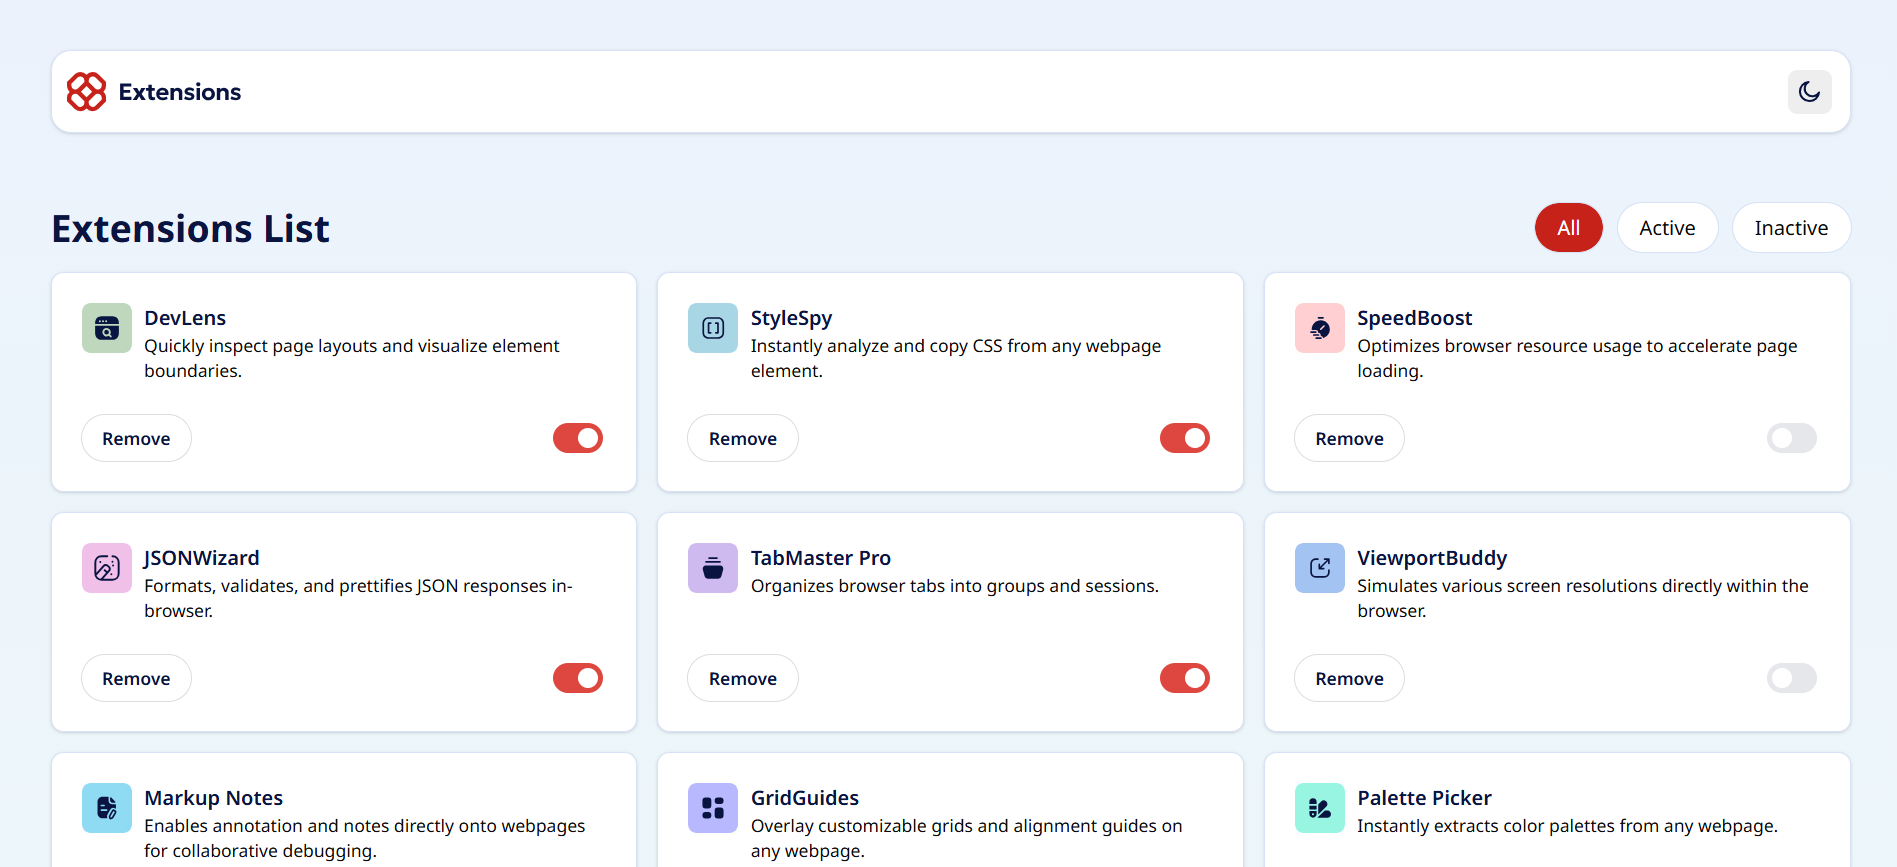 Extensions
Extensions List
All
Active
Inactive
DevLens
Quickly inspect page layouts and visualize element
boundaries.
Remove
StyleSpy
Instantly analyze and copy CSS from any webpage
element.
Remove
SpeedBoost
Optimizes browser resource usage to accelerate page
loading.
Remove
JSONWizard
Formats, validates, and prettifies JSON responses in-
browser.
Remove
TabMaster Pro
Organizes browser tabs into groups and sessions.
Remove
ViewportBuddy
Simulates various screen resolutions directly within the
browser.
Remove
Markup Notes
Enables annotation and notes directly onto webpages
for collaborative debugging.
GridGuides
Overlay customizable grids and alignment guides on
any webpage.
Palette Picker
Instantly extracts color palettes from any webpage.